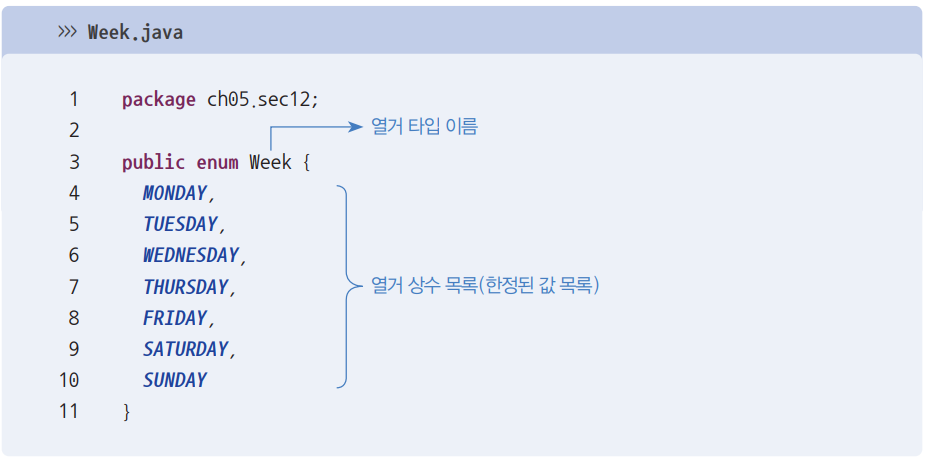 >>> Week.java
1 package ch05.sec12;
2
열거 타입 이름
3 public enum Week {
4 MONDAY,
5 TUESDAY,
6 WEDNESDAY,
7 THURSDAY,
열거 상수 목록(한정된 값 목록)
8 FRIDAY,
9 SATURDAY,
10 SUNDAY
11 }